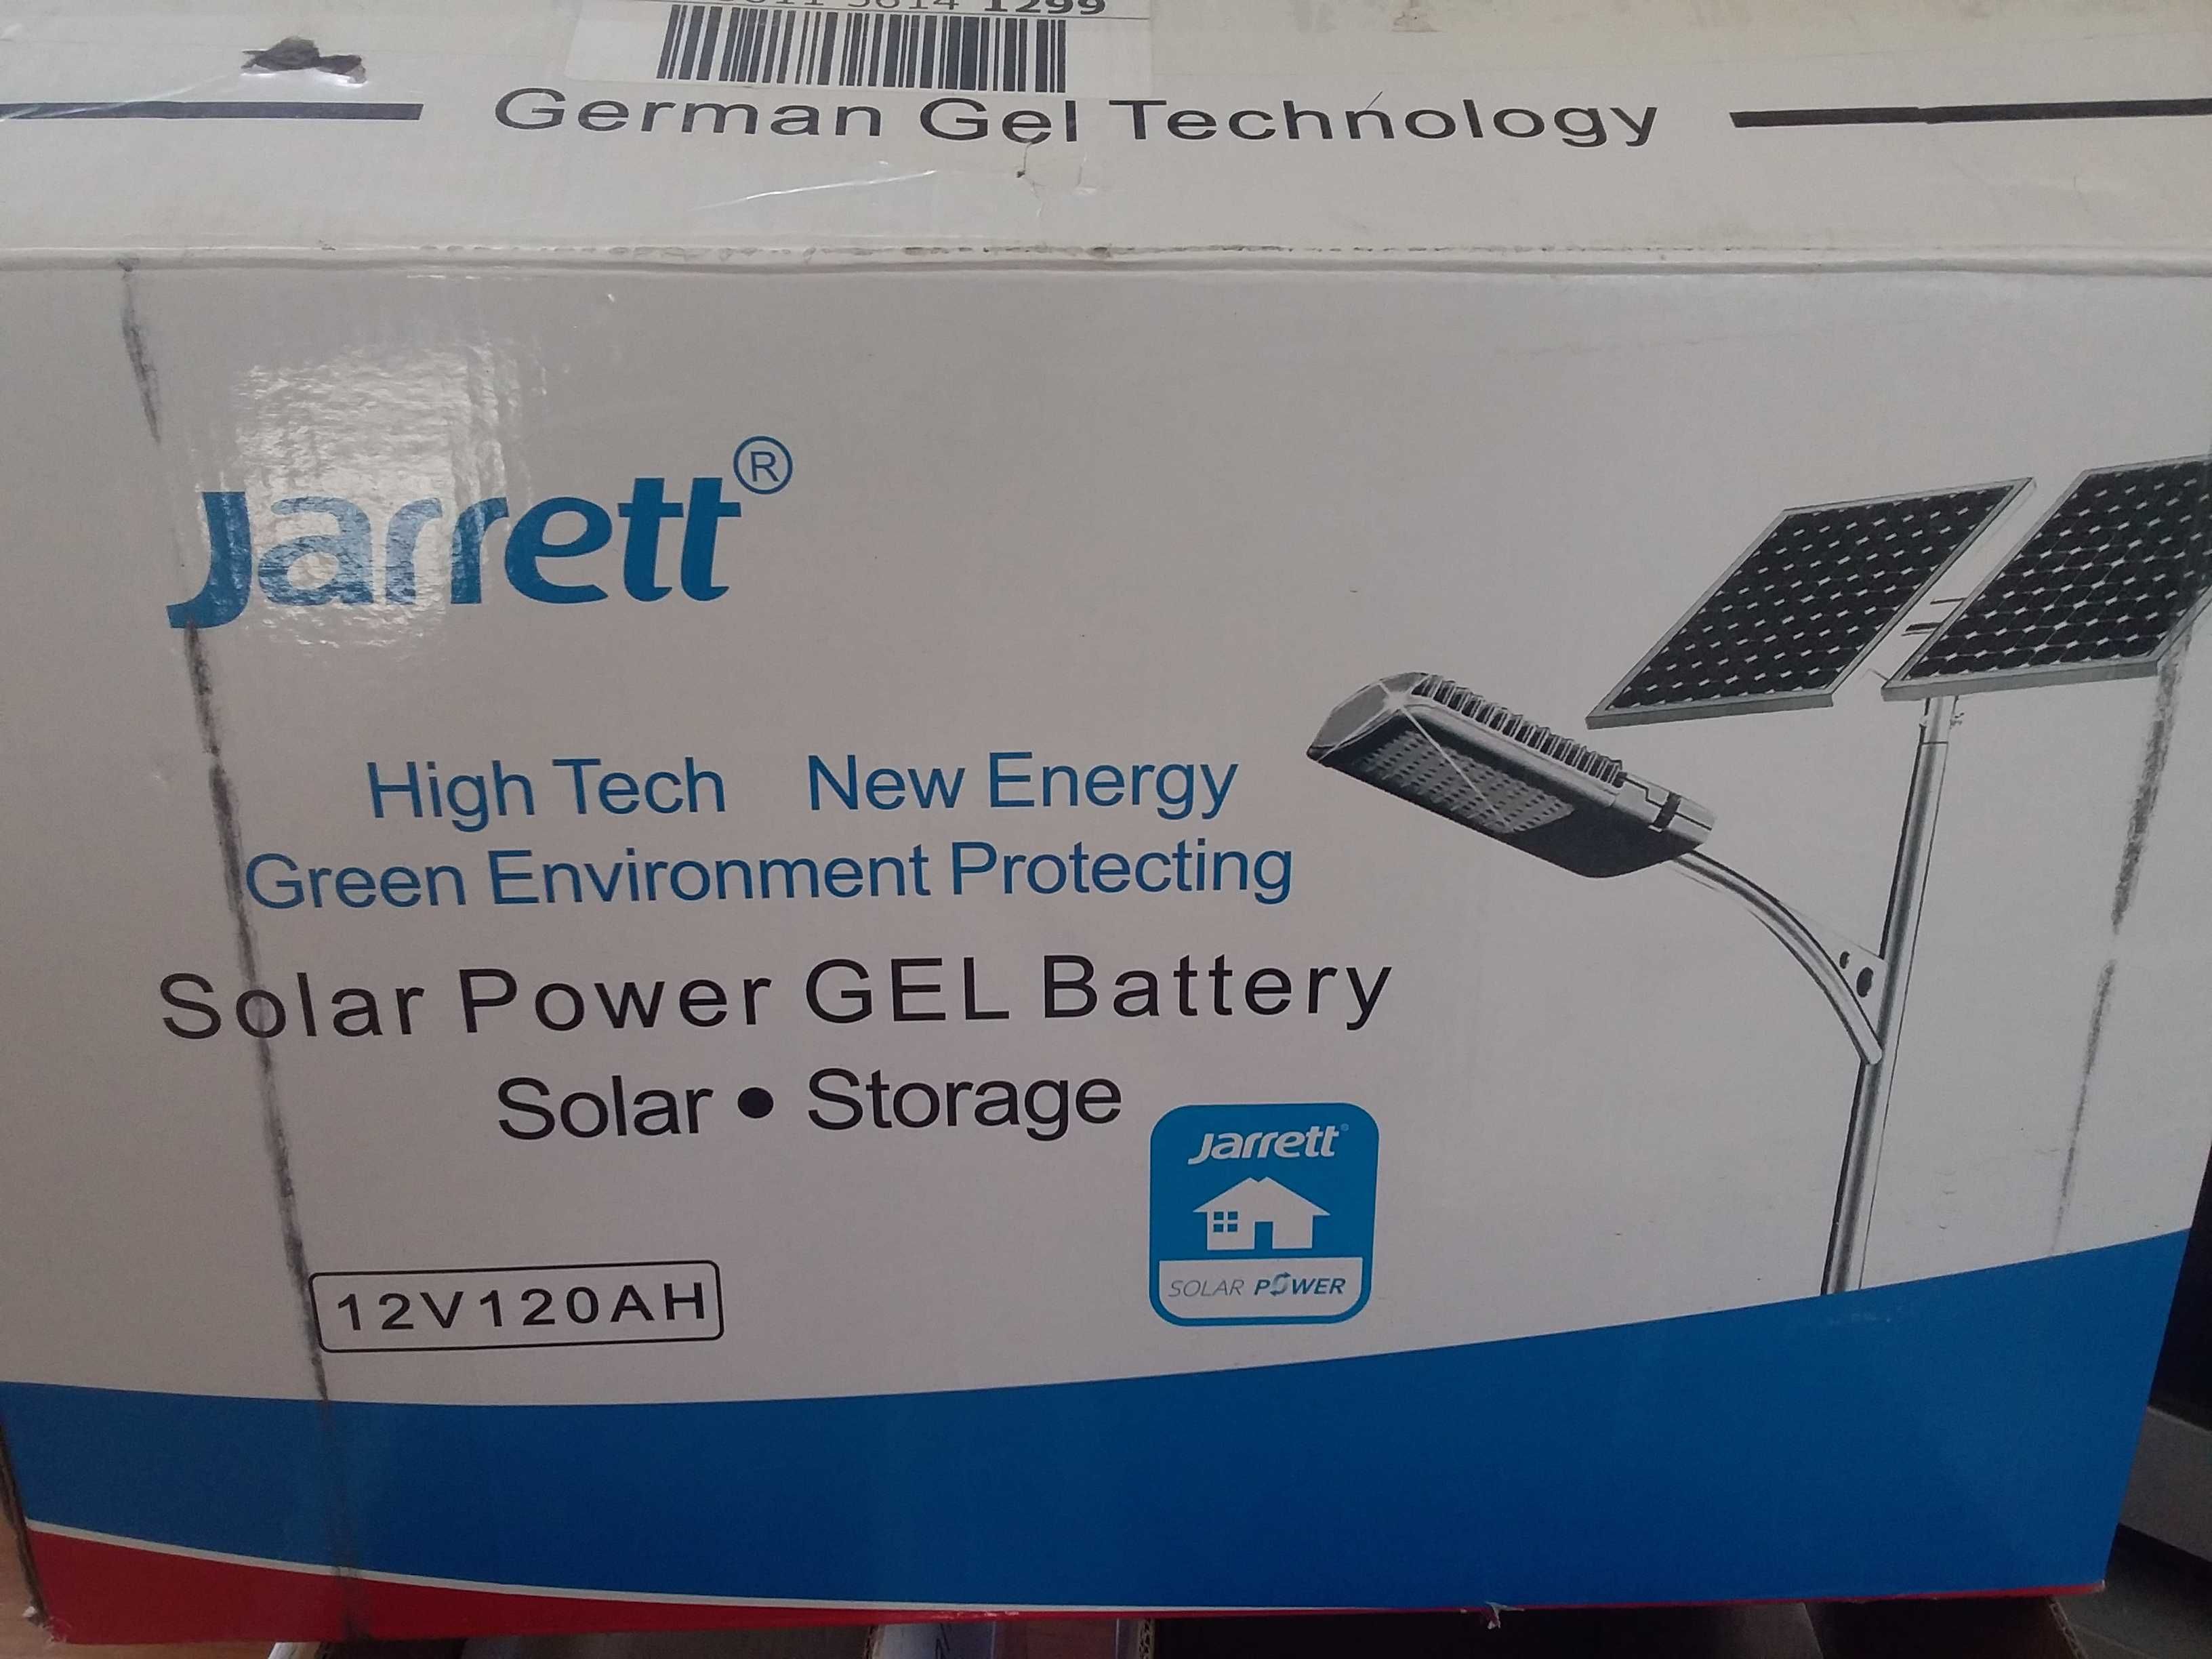 1299
German Gel Technology
Jarrett®
High Tech New Energy
Green Environment Protecting
Solar Power GEL Battery
Solar • Storage
Jarrett
SOLAR POWER
12V120AH